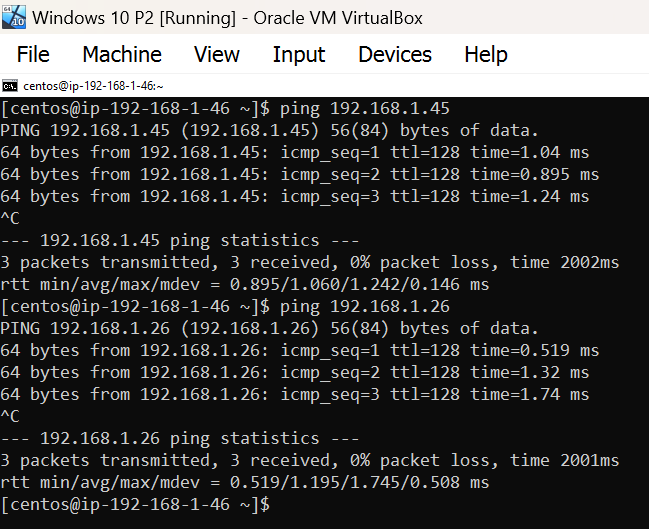 Windows 10 P2 [Running] - Oracle VM VirtualBox
File Machine View Input Devices Help
centos@ip-192-168-1-46:~
[centos@ip-192-168-1-46 ~]$ ping 192.168.1.45
PING 192.168.1.45 (192.168.1.45) 56(84) bytes of data.
64 bytes from 192.168.1.45: icmp_seq=1 ttl=128 time=1.04 ms
64 bytes from 192.168.1.45: icmp_seq=2 ttl=128 time=0.895 ms
64 bytes from 192.168.1.45: icmp_seq=3 ttl=128 time=1.24 ms
^C
--- 192.168.1.45 ping statistics ---
3 packets transmitted, 3 received, 0% packet loss, time 2002ms
rtt min/avg/max/mdev = 0.895/1.060/1.242/0.146 ms
[centos@ip-192-168-1-46 ~]$ ping 192.168.1.26
PING 192.168.1.26 (192.168.1.26) 56(84) bytes of data.
64 bytes from 192.168.1.26: icmp_seq=1 ttl=128 time=0.519 ms
64 bytes from 192.168.1.26: icmp_seq=2 ttl=128 time=1.32 ms
64 bytes from 192.168.1.26: icmp_seq=3 ttl=128 time=1.74 ms
^C
--- 192.168.1.26 ping statistics ---
3 packets transmitted, 3 received, 0% packet loss, time 2001ms
rtt min/avg/max/mdev = 0.519/1.195/1.745/0.508 ms
[centos@ip-192-168-1-46 ~]$